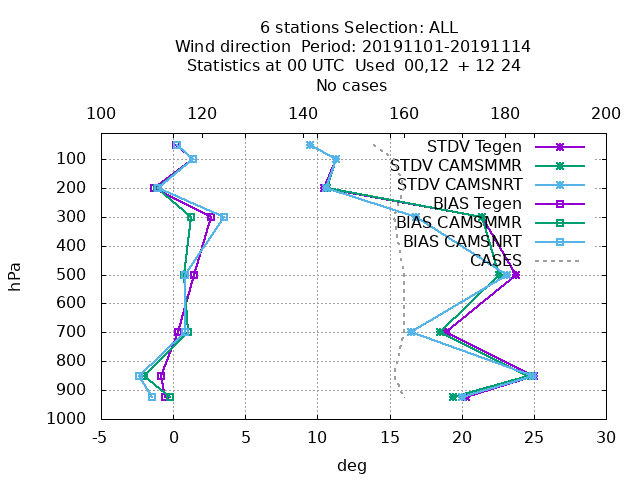 6 stations Selection: ALL
Wind direction  Period: 20191101-20191114
Statistics at 00 UTC  Used  00,12  + 12 24
No cases
100 120 140 160 180 200
STDV Tegen
STDV CAMSMMR
STDV CAMSNRT
BIAS Tegen
BIAS CAMSMMR
BIAS CAMSNRT
CASES
hPa
100
200
300
400
500
600
700
800
900
1000
-5 0 5 10 15 20 25 30
deg